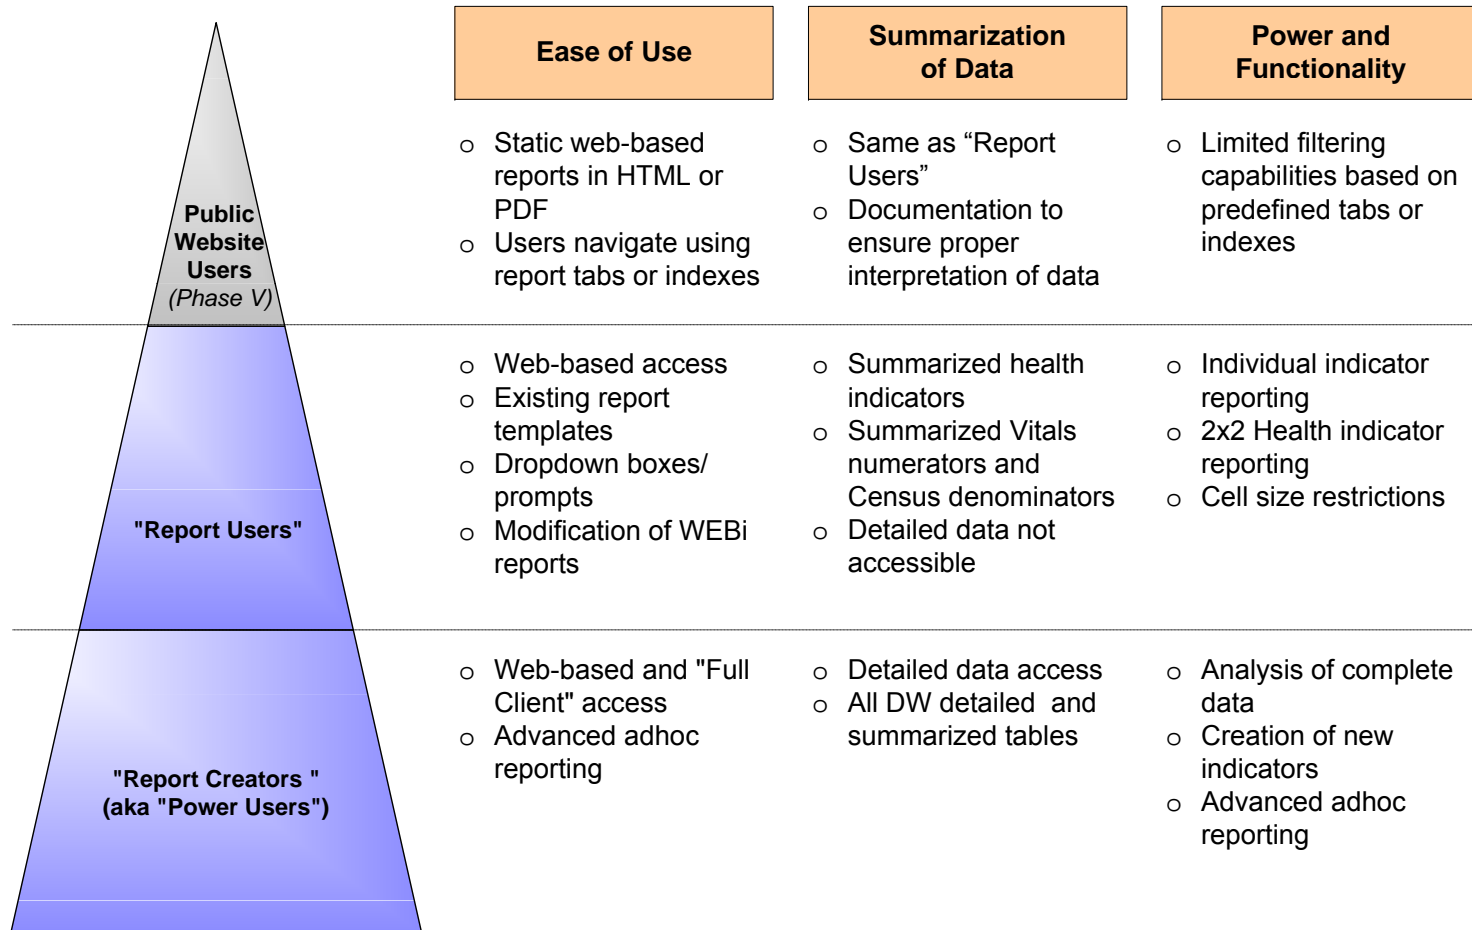 Ease of Use
Summarization
of Data
Power and
Functionality
Public
Website
Users
(Phase V)
o Static web-based
reports in HTML or
PDF
o Users navigate using
report tabs or indexes
o Same as “Report
Users”
o Documentation to
ensure proper
interpretation of data
o Limited filtering
capabilities based on
predefined tabs or
indexes
"Report Users"
o Web-based access
o Existing report
templates
o Dropdown boxes/
prompts
o Modification of WEBi
reports
o Summarized health
indicators
o Summarized Vitals
numerators and
Census denominators
o Detailed data not
accessible
o Individual indicator
reporting
o 2x2 Health indicator
reporting
o Cell size restrictions
"Report Creators "
(aka "Power Users")
o Web-based and "Full
Client" access
o Advanced adhoc
reporting
o Detailed data access
o All DW detailed  and
summarized tables
o Analysis of complete
data
o Creation of new
indicators
o Advanced adhoc
reporting